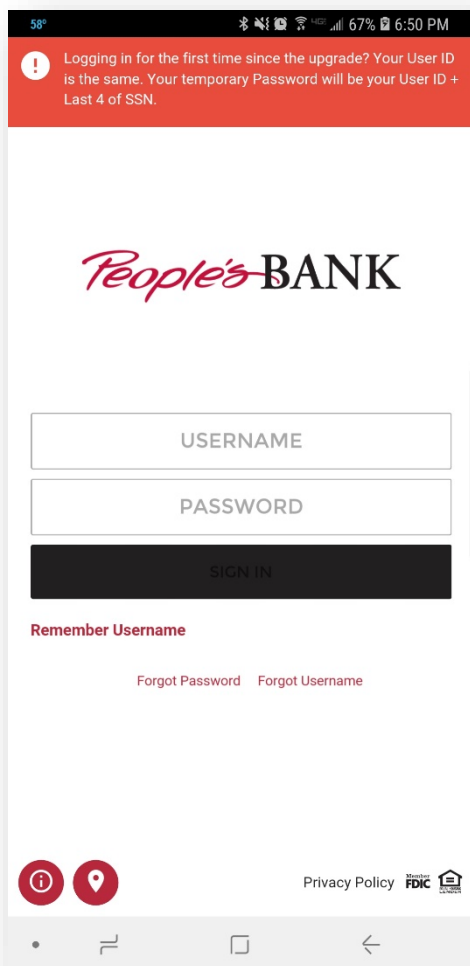 58° 4G 67% 6:50 PM
Logging in for the first time since the upgrade? Your User ID
is the same. Your temporary Password will be your User ID +
Last 4 of SSN.
People's BANK
USERNAME
PASSWORD
SIGN IN
Remember Username
Forgot Password Forgot Username
Privacy Policy Member
FDIC